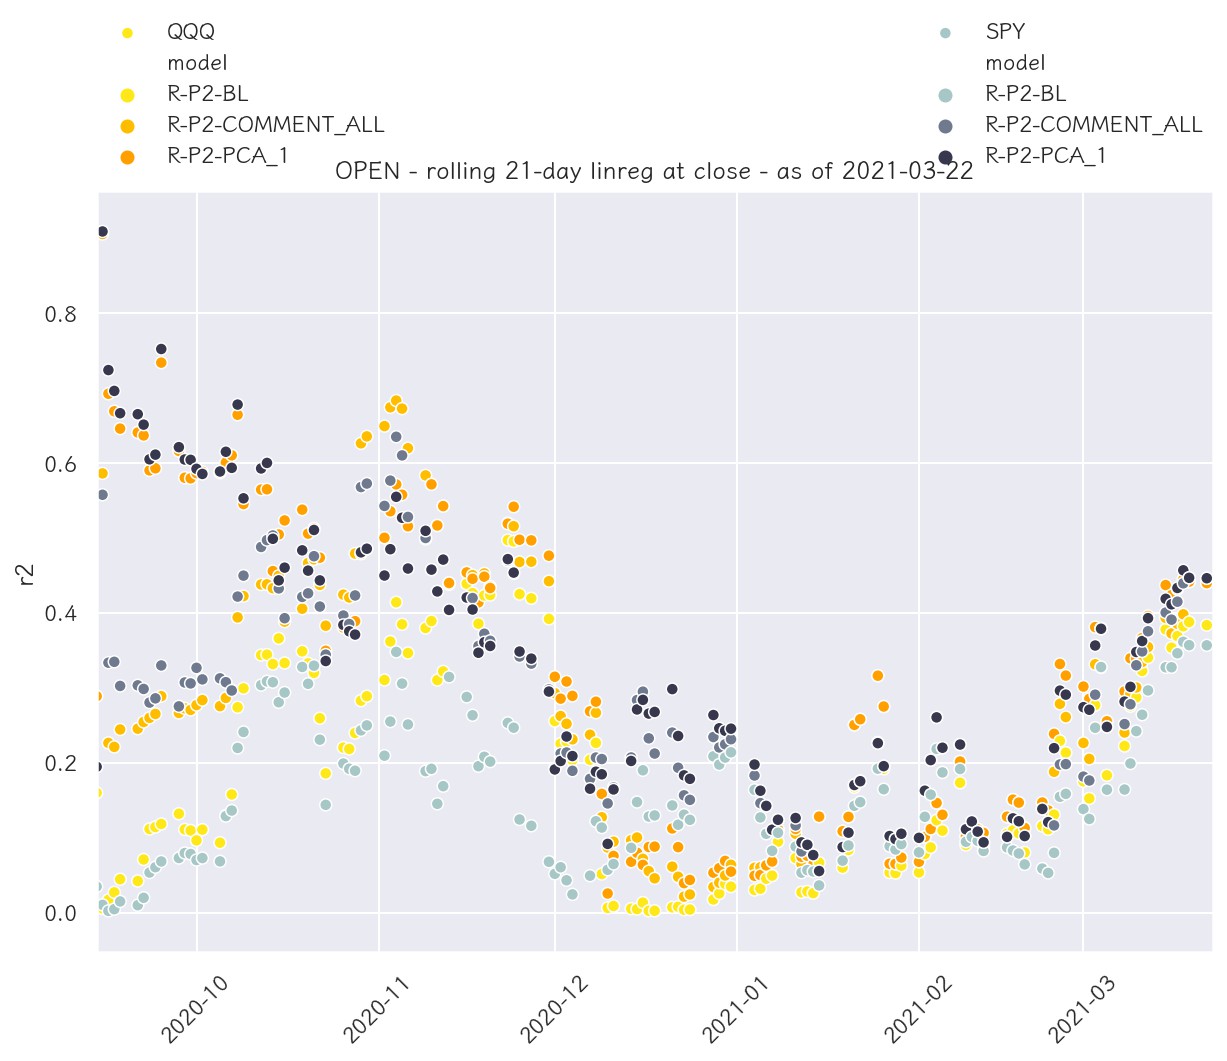 QQQ
model
R-P2-BL
R-P2-COMMENT_ALL
R-P2-PCA_1
SPY
model
R-P2-BL
R-P2-COMMENT_ALL
R-P2-PCA_1
OPEN - rolling 21-day linreg at close - as of 2021-03-22
r2
0.8
0.6
0.4
0.2
0.0
2020-10
2020-11
2020-12
2021-01
2021-02
2021-03